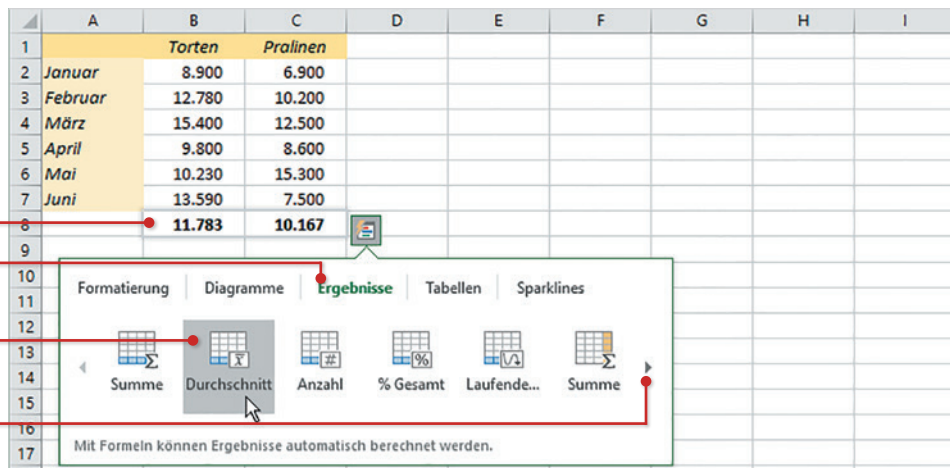 A B C D E F G H I
1 Torten Pralinen
2 Januar 8.900 6.900
3 Februar 12.780 10.200
4 März 15.400 12.500
5 April 9.800 8.600
6 Mai 10.230 15.300
7 Juni 13.590 7.500
8 11.783 10.167
9
10
Formatierung Diagramme Ergebnisse Tabellen Sparklines
11
12
13
14
Summe Durchschnitt Anzahl % Gesamt Laufende... Summe
15
16
17
Mit Formeln können Ergebnisse automatisch berechnet werden.